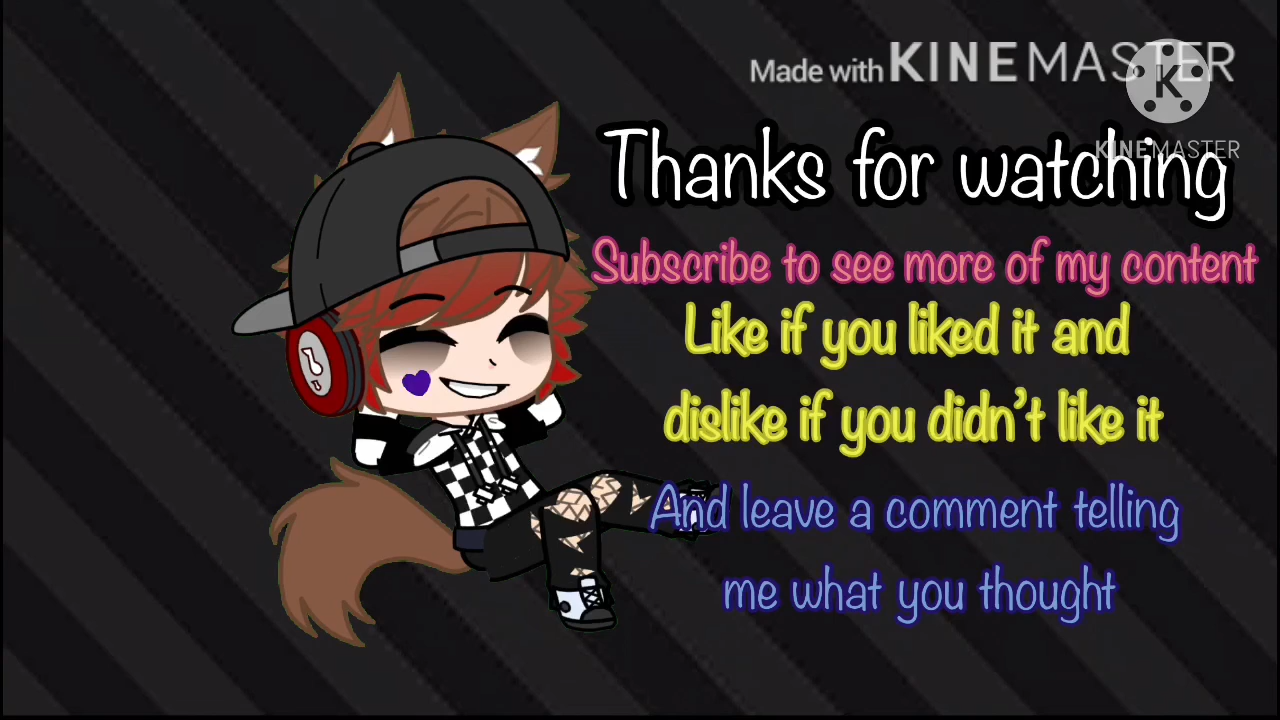 Made with KINEMASTER
K
KINEMASTER
Thanks for watching
Subscribe to see more of my content
Like if you liked it and
dislike if you didn't like it
And leave a comment telling
me what you thought